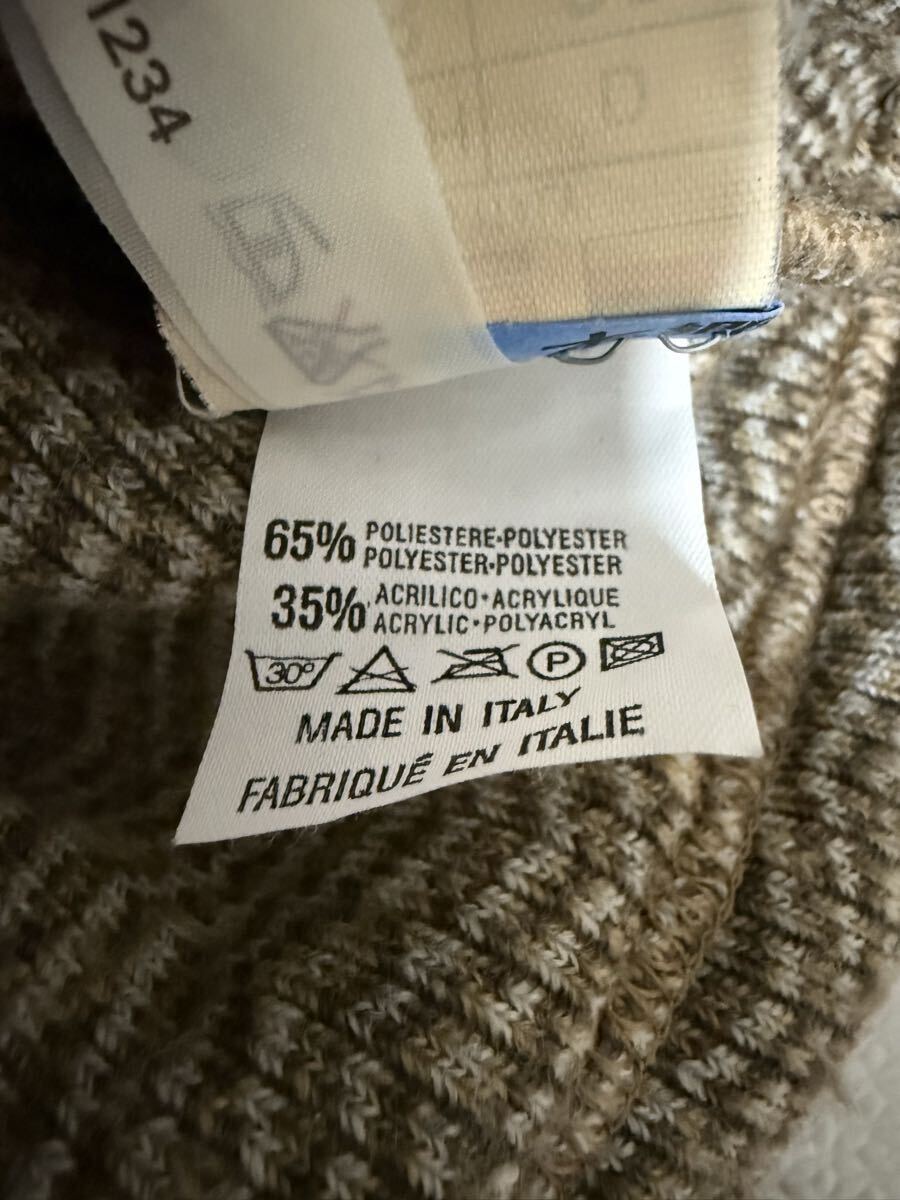 1234
65% POLIESTERE•POLYESTER
POLYESTER•POLYESTER
35% ACRILICO•ACRYLIQUE
ACRYLIC•POLYACRYL
30° P
MADE IN ITALY
FABRIQUÉ EN ITALIE